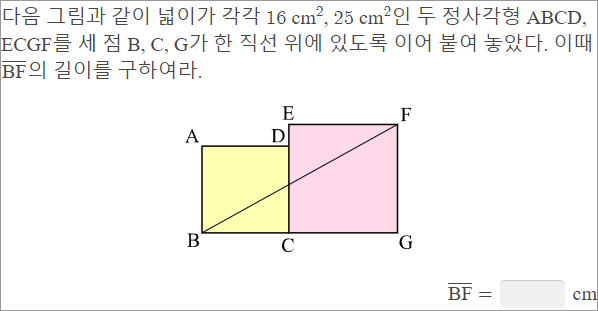 다음 그림과 같이 넓이가 각각 16 cm², 25 cm²인 두 정사각형 ABCD,
ECGF를 세 점 B, C, G가 한 직선 위에 있도록 이어 붙여 놓았다. 이때
B̅F̅의 길이를 구하여라.
E F
A D
B C G
B̅F̅ = cm